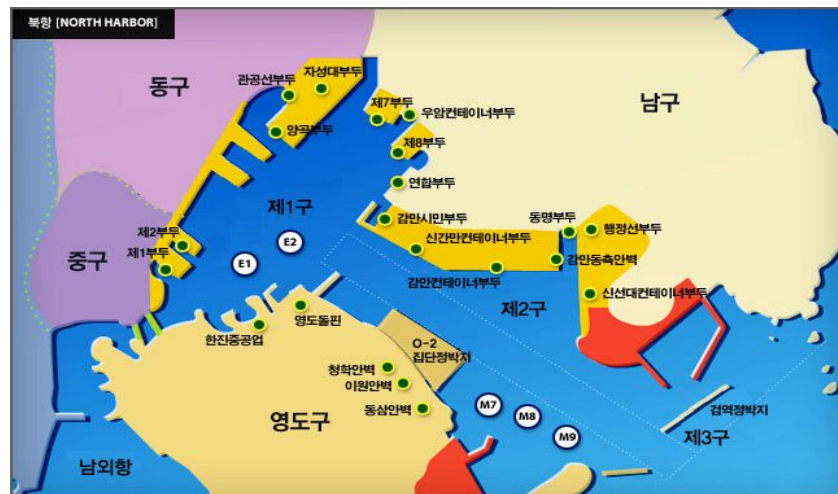 북항 [NORTH HARBOR]
동구
관공선부두
자성대부두
양곡부두
제7부두
우암컨테이너부두
제8부두
연합부두
남구
제1구
감만시민부두
신간만컨테이너부두
동명부두
행정선부두
감만동측안벽
감만컨테이너부두
신선대컨테이너부두
중구
제2부두
제1부두
E1
E2
제2구
한진중공업
영도돌핀
O-2
집단정박지
청학안벽
이원안벽
동삼안벽
영도구
M7
M8
M9
검역정박지
제3구
남외항